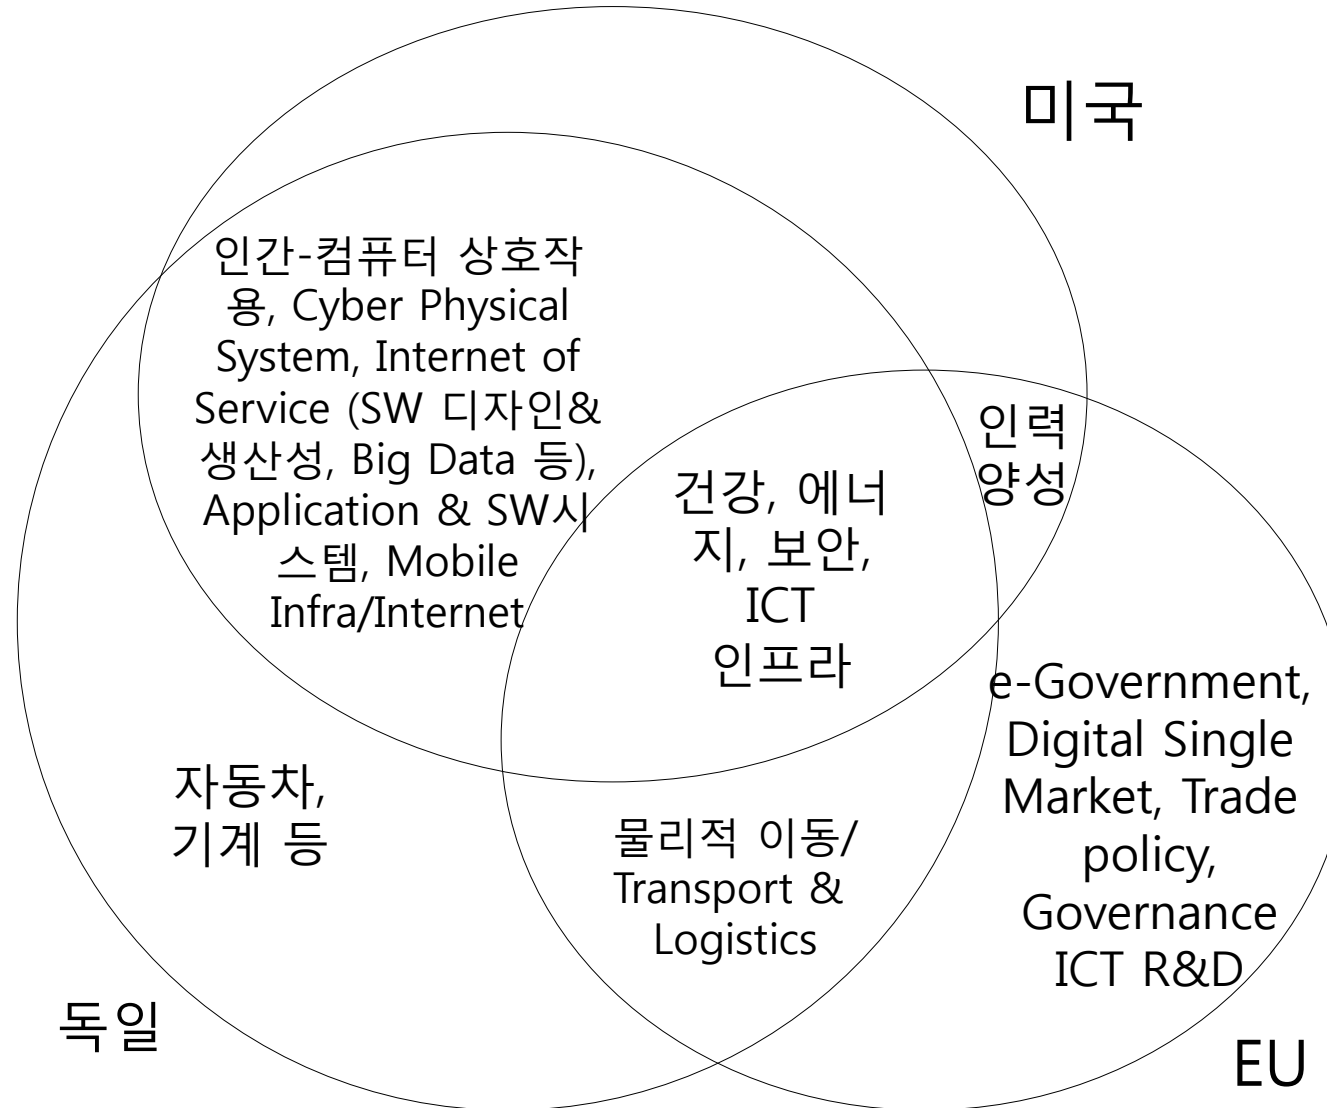 미국
인간-컴퓨터 상호작
용, Cyber Physical
System, Internet of
Service (SW 디자인&
생산성, Big Data 등),
Application & SW시
스템, Mobile
Infra/Internet
인력
양성
건강, 에너
지, 보안,
ICT
인프라
e-Government,
Digital Single
Market, Trade
policy,
Governance
ICT R&D
자동차,
기계 등
물리적 이동/
Transport &
Logistics
독일
EU